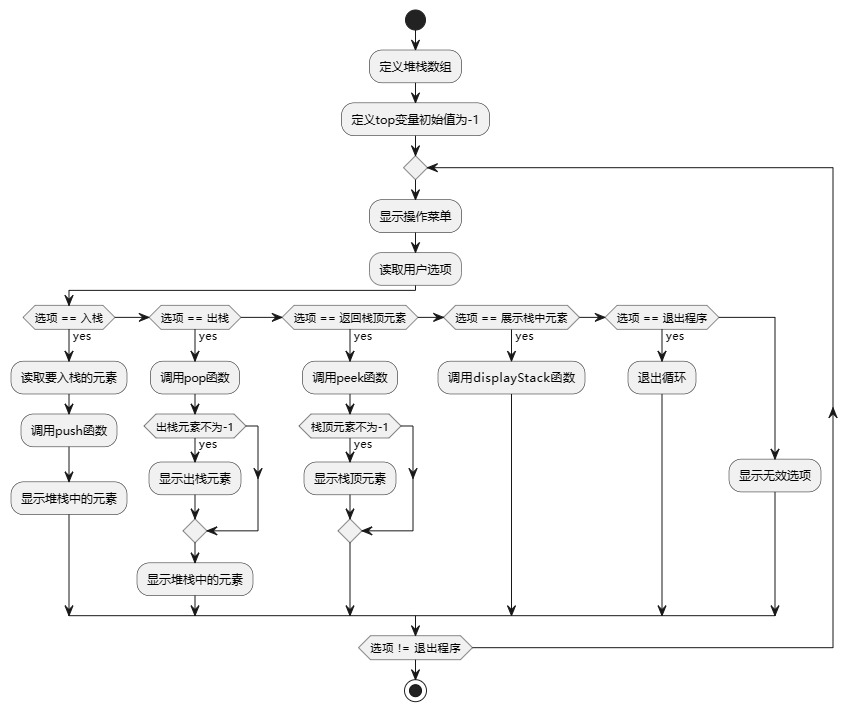 定义堆栈数组
定义top变量初始值为-1
显示操作菜单
读取用户选项
选项 == 入栈
选项 == 出栈
选项 == 返回栈顶元素
选项 == 展示栈中元素
选项 == 退出程序
yes
yes
yes
yes
yes
读取要入栈的元素
调用pop函数
调用peek函数
调用displayStack函数
退出循环
调用push函数
出栈元素不为-1
栈顶元素不为-1
yes
yes
显示堆栈中的元素
显示出栈元素
显示栈顶元素
显示无效选项
显示堆栈中的元素
选项 != 退出程序